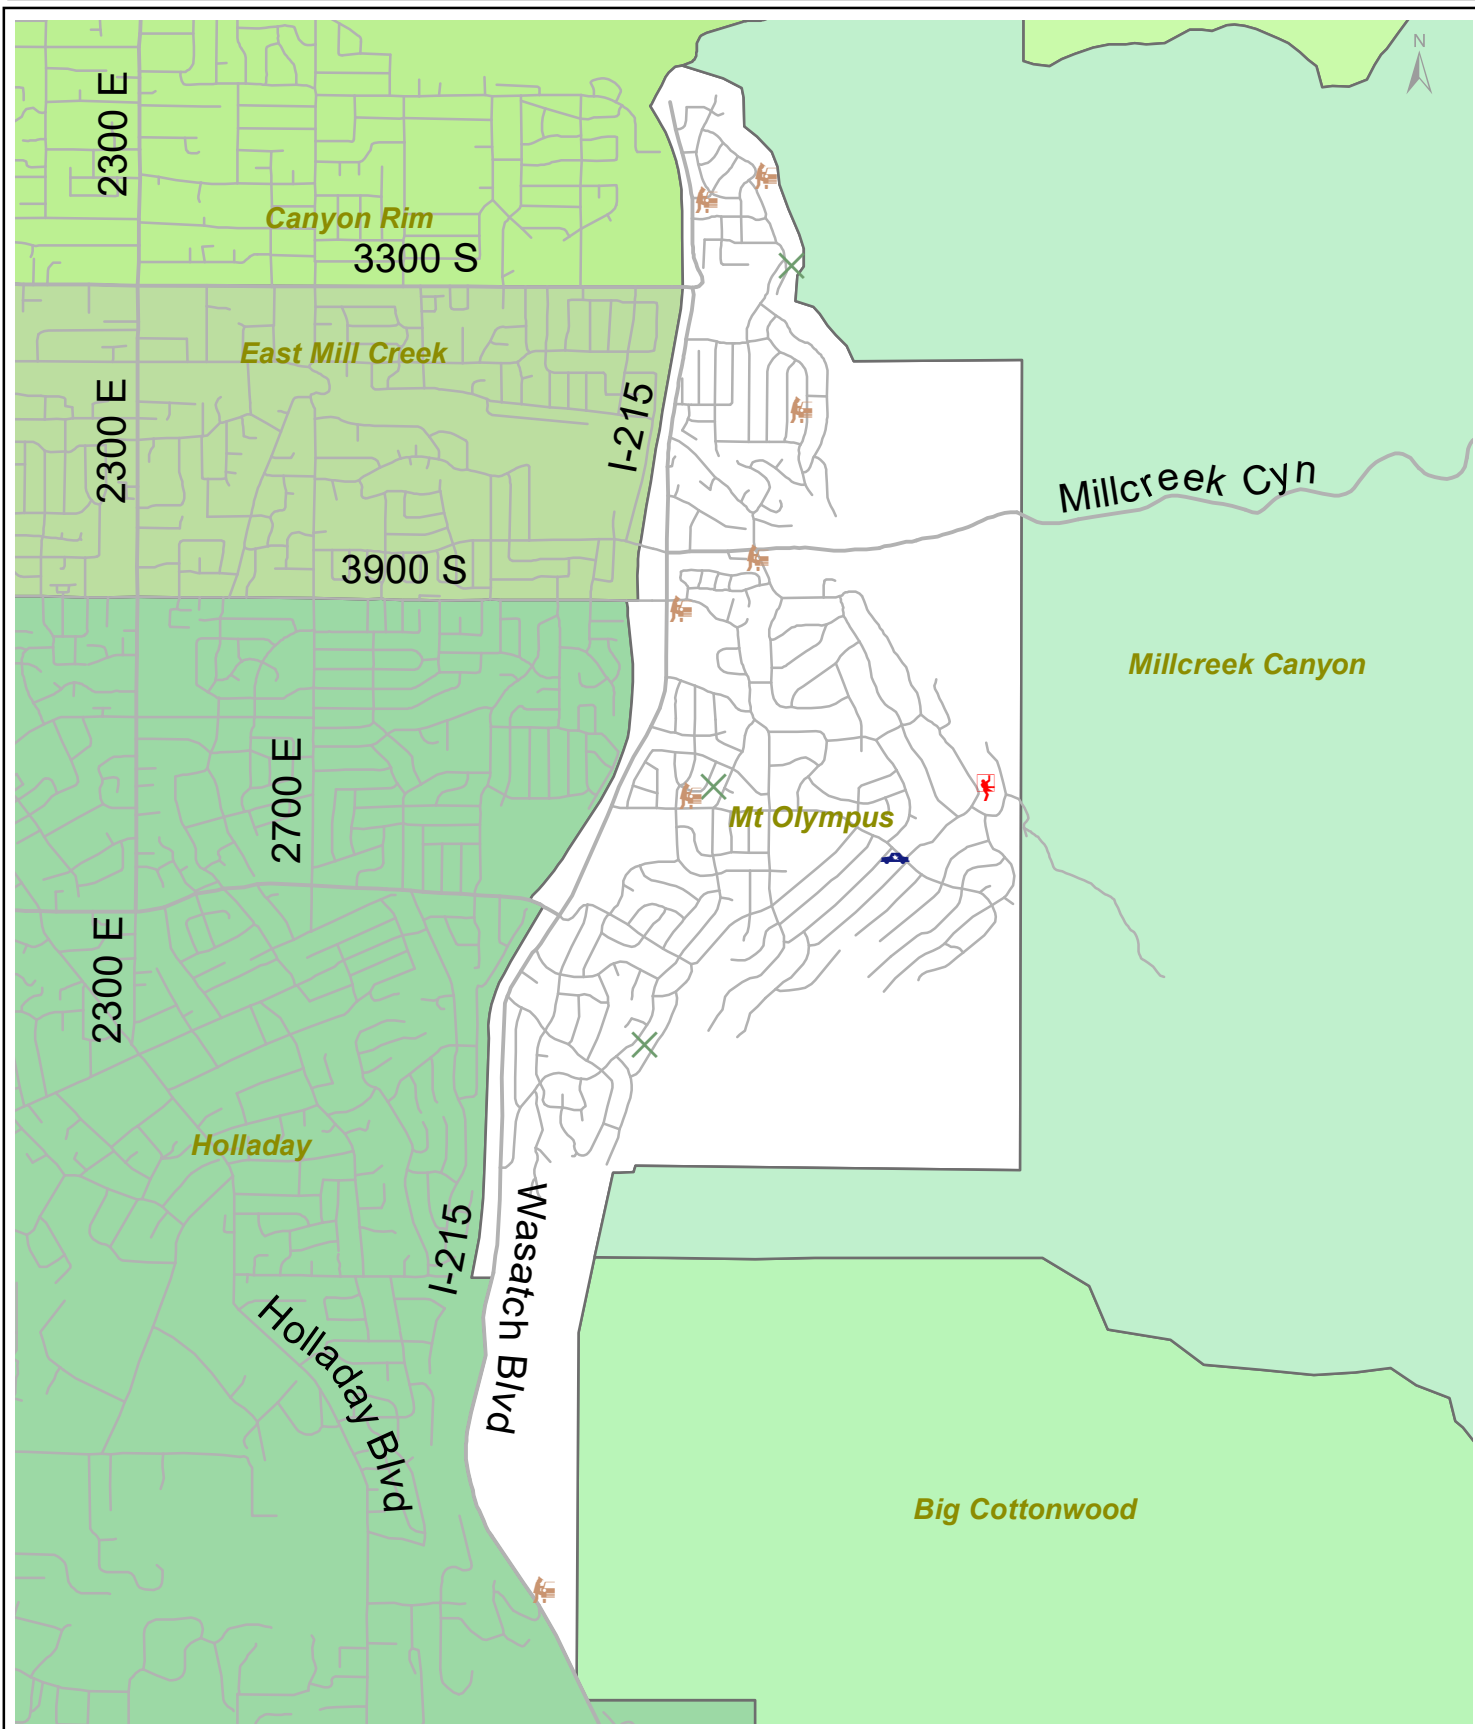 N
2300 E
Canyon Rim
3300 S
East Mill Creek
I-215
2300 E
Millcreek Cyn
3900 S
Millcreek Canyon
2700 E
Mt Olympus
2300 E
Holladay
I-215
Wasatch Blvd
Holladay Blvd
Big Cottonwood